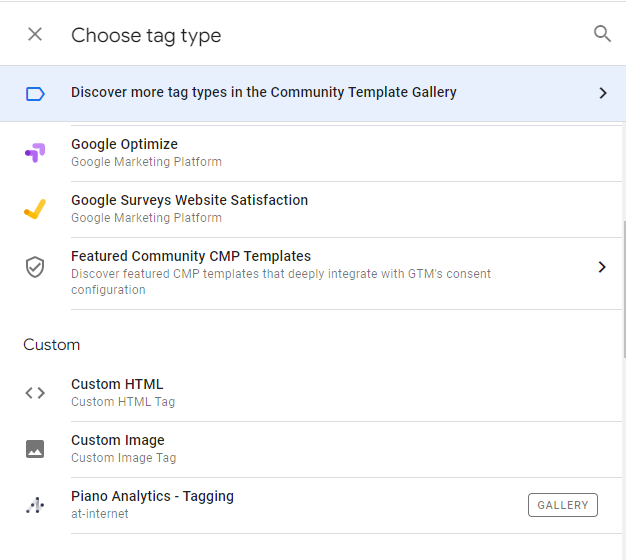 Choose tag type
Discover more tag types in the Community Template Gallery
Google Optimize
Google Marketing Platform
Google Surveys Website Satisfaction
Google Marketing Platform
Featured Community CMP Templates
Discover featured CMP templates that deeply integrate with GTM's consent
configuration
Custom
Custom HTML
Custom HTML Tag
Custom Image
Custom Image Tag
Piano Analytics - Tagging
at-internet
GALLERY